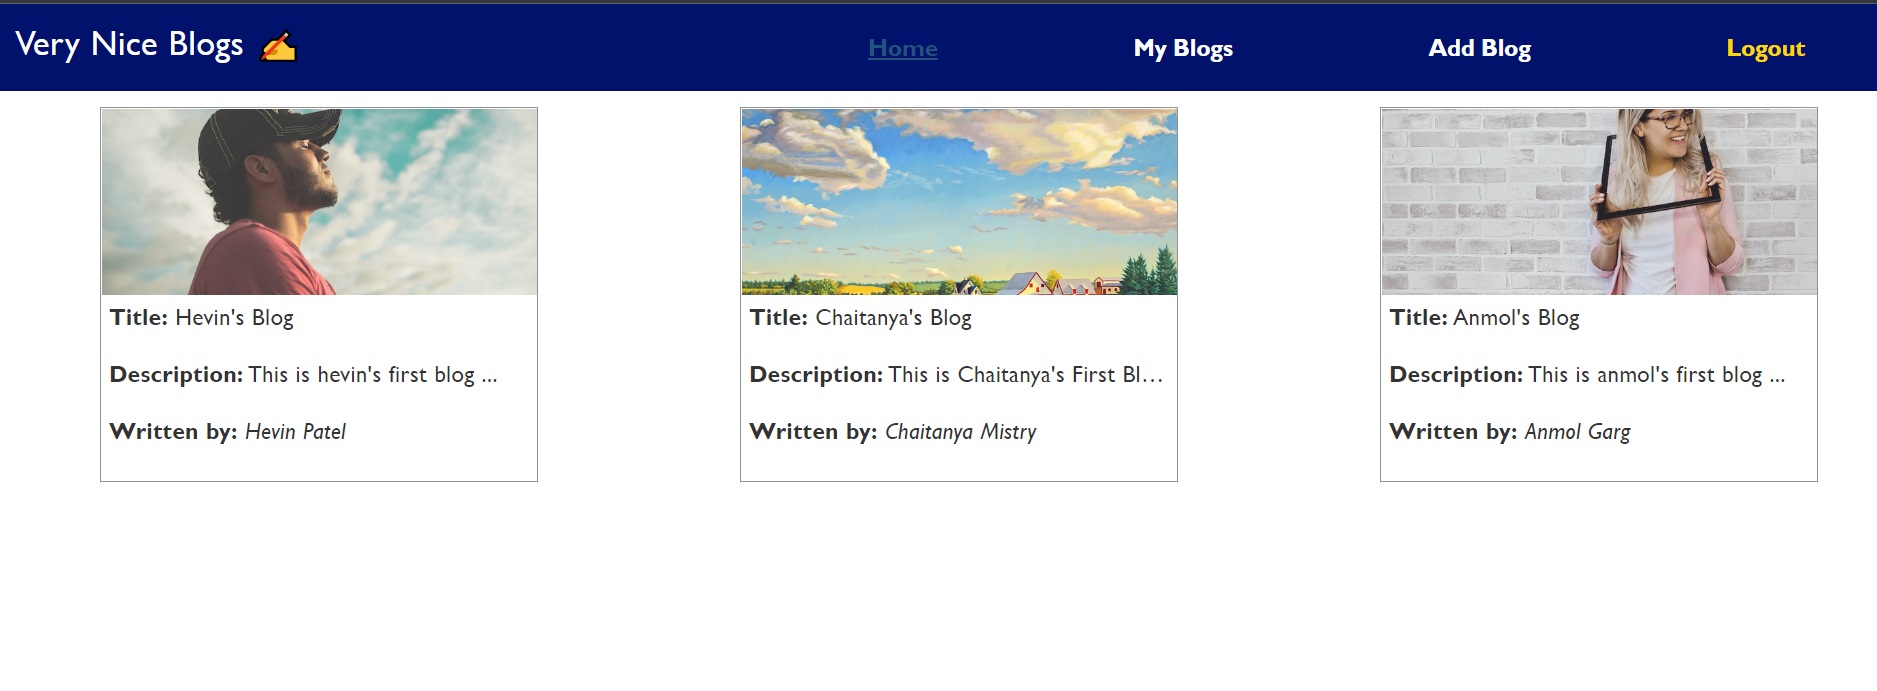 Very Nice Blogs ✍ Home My Blogs Add Blog Logout
Title: Hevin's Blog
Description: This is hevin's first blog ...
Written by: Hevin Patel
Title: Chaitanya's Blog
Description: This is Chaitanya's First Bl...
Written by: Chaitanya Mistry
Title: Anmol's Blog
Description: This is anmol's first blog ...
Written by: Anmol Garg